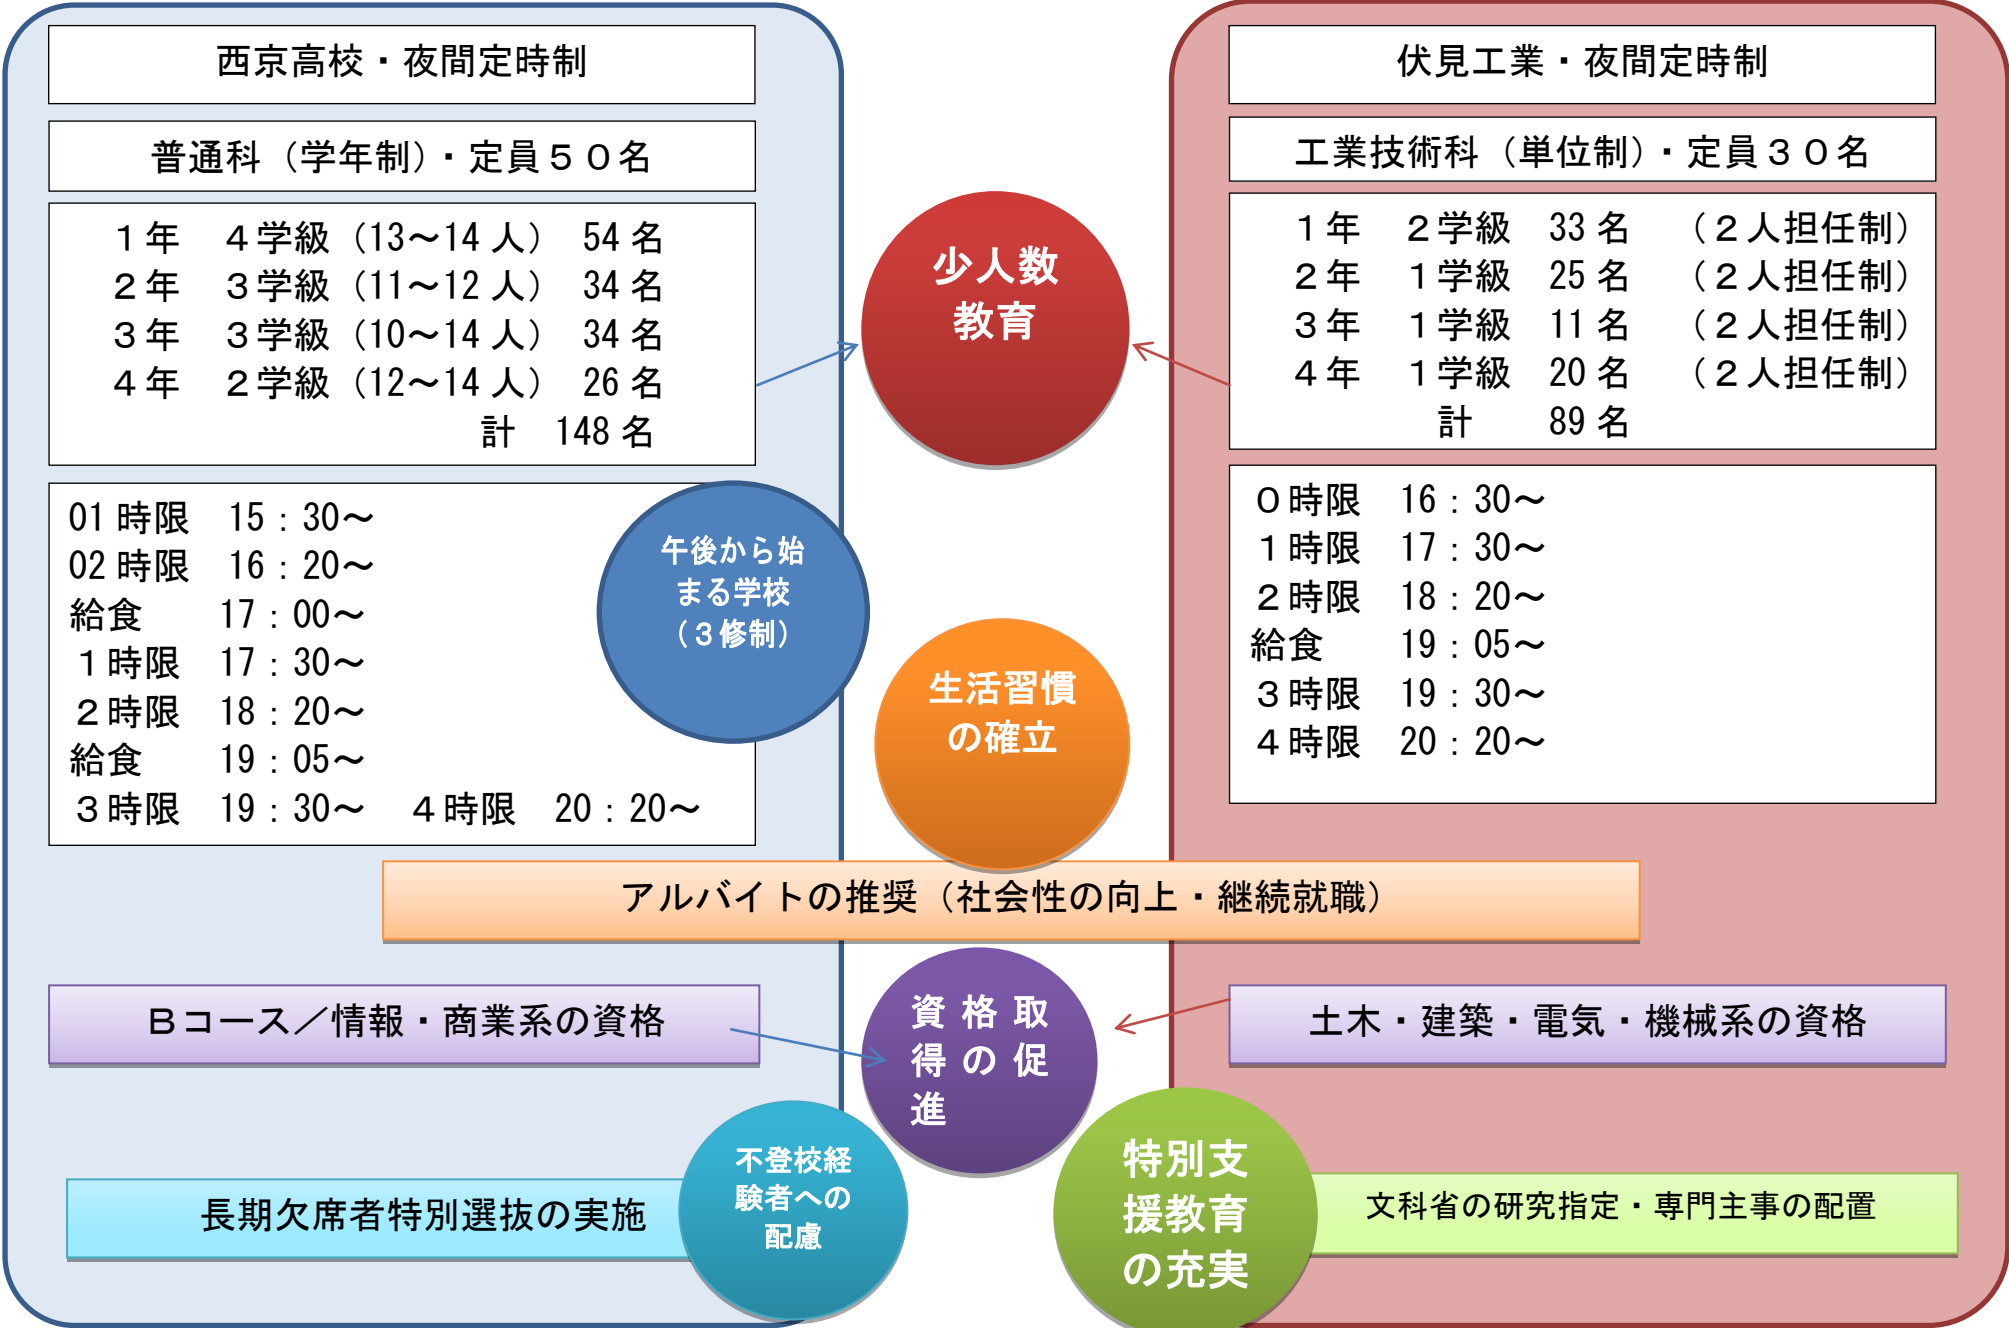 西京高校・夜間定時制
普通科（学年制）・定員５０名
１年　４学級（13～14人）　54名
２年　３学級（11～12人）　34名
３年　３学級（10～14人）　34名
４年　２学級（12～14人）　26名
計　148名
01時限　15：30～
02時限　16：20～
給食　17：00～
１時限　17：30～
２時限　18：20～
給食　19：05～
３時限　19：30～　４時限　20：20～
午後から始
まる学校
（３修制）
少人数
教育
生活習慣
の確立
伏見工業・夜間定時制
工業技術科（単位制）・定員３０名
１年　２学級　33名　（２人担任制）
２年　１学級　25名　（２人担任制）
３年　１学級　11名　（２人担任制）
４年　１学級　20名　（２人担任制）
計　89名
０時限　16：30～
１時限　17：30～
２時限　18：20～
給食　19：05～
３時限　19：30～
４時限　20：20～
アルバイトの推奨（社会性の向上・継続就職）
Ｂコース／情報・商業系の資格
資格取
得の促
進
土木・建築・電気・機械系の資格
長期欠席者特別選抜の実施
不登校経
験者への
配慮
特別支
援教育
の充実
文科省の研究指定・専門主事の配置